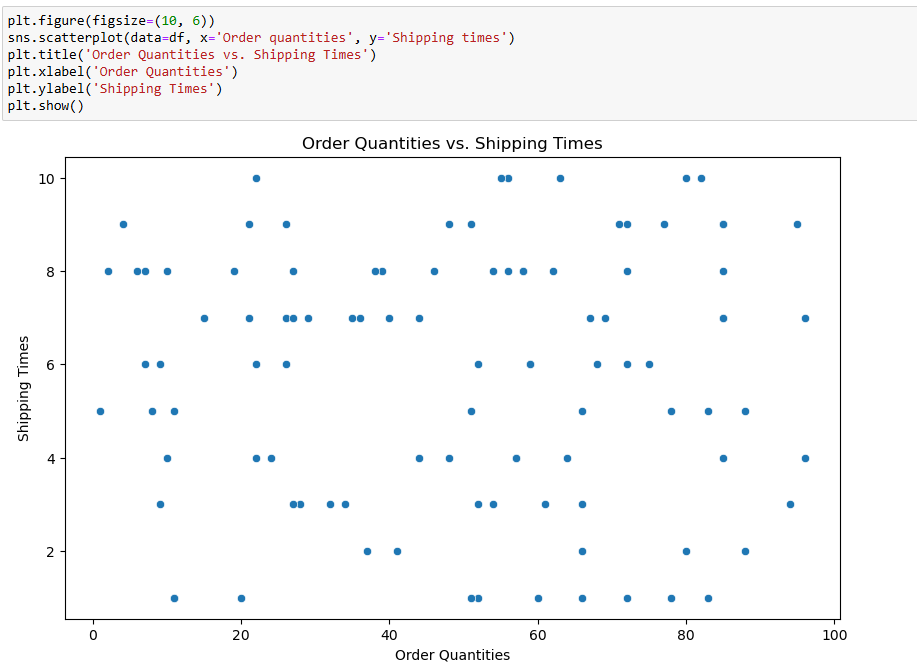 plt.figure(figsize=(10, 6))
sns.scatterplot(data=df, x='Order quantities', y='Shipping times')
plt.title('Order Quantities vs. Shipping Times')
plt.xlabel('Order Quantities')
plt.ylabel('Shipping Times')
plt.show()
Order Quantities vs. Shipping Times
10
8
6
4
2
Shipping Times
0 20 40 60 80 100
Order Quantities